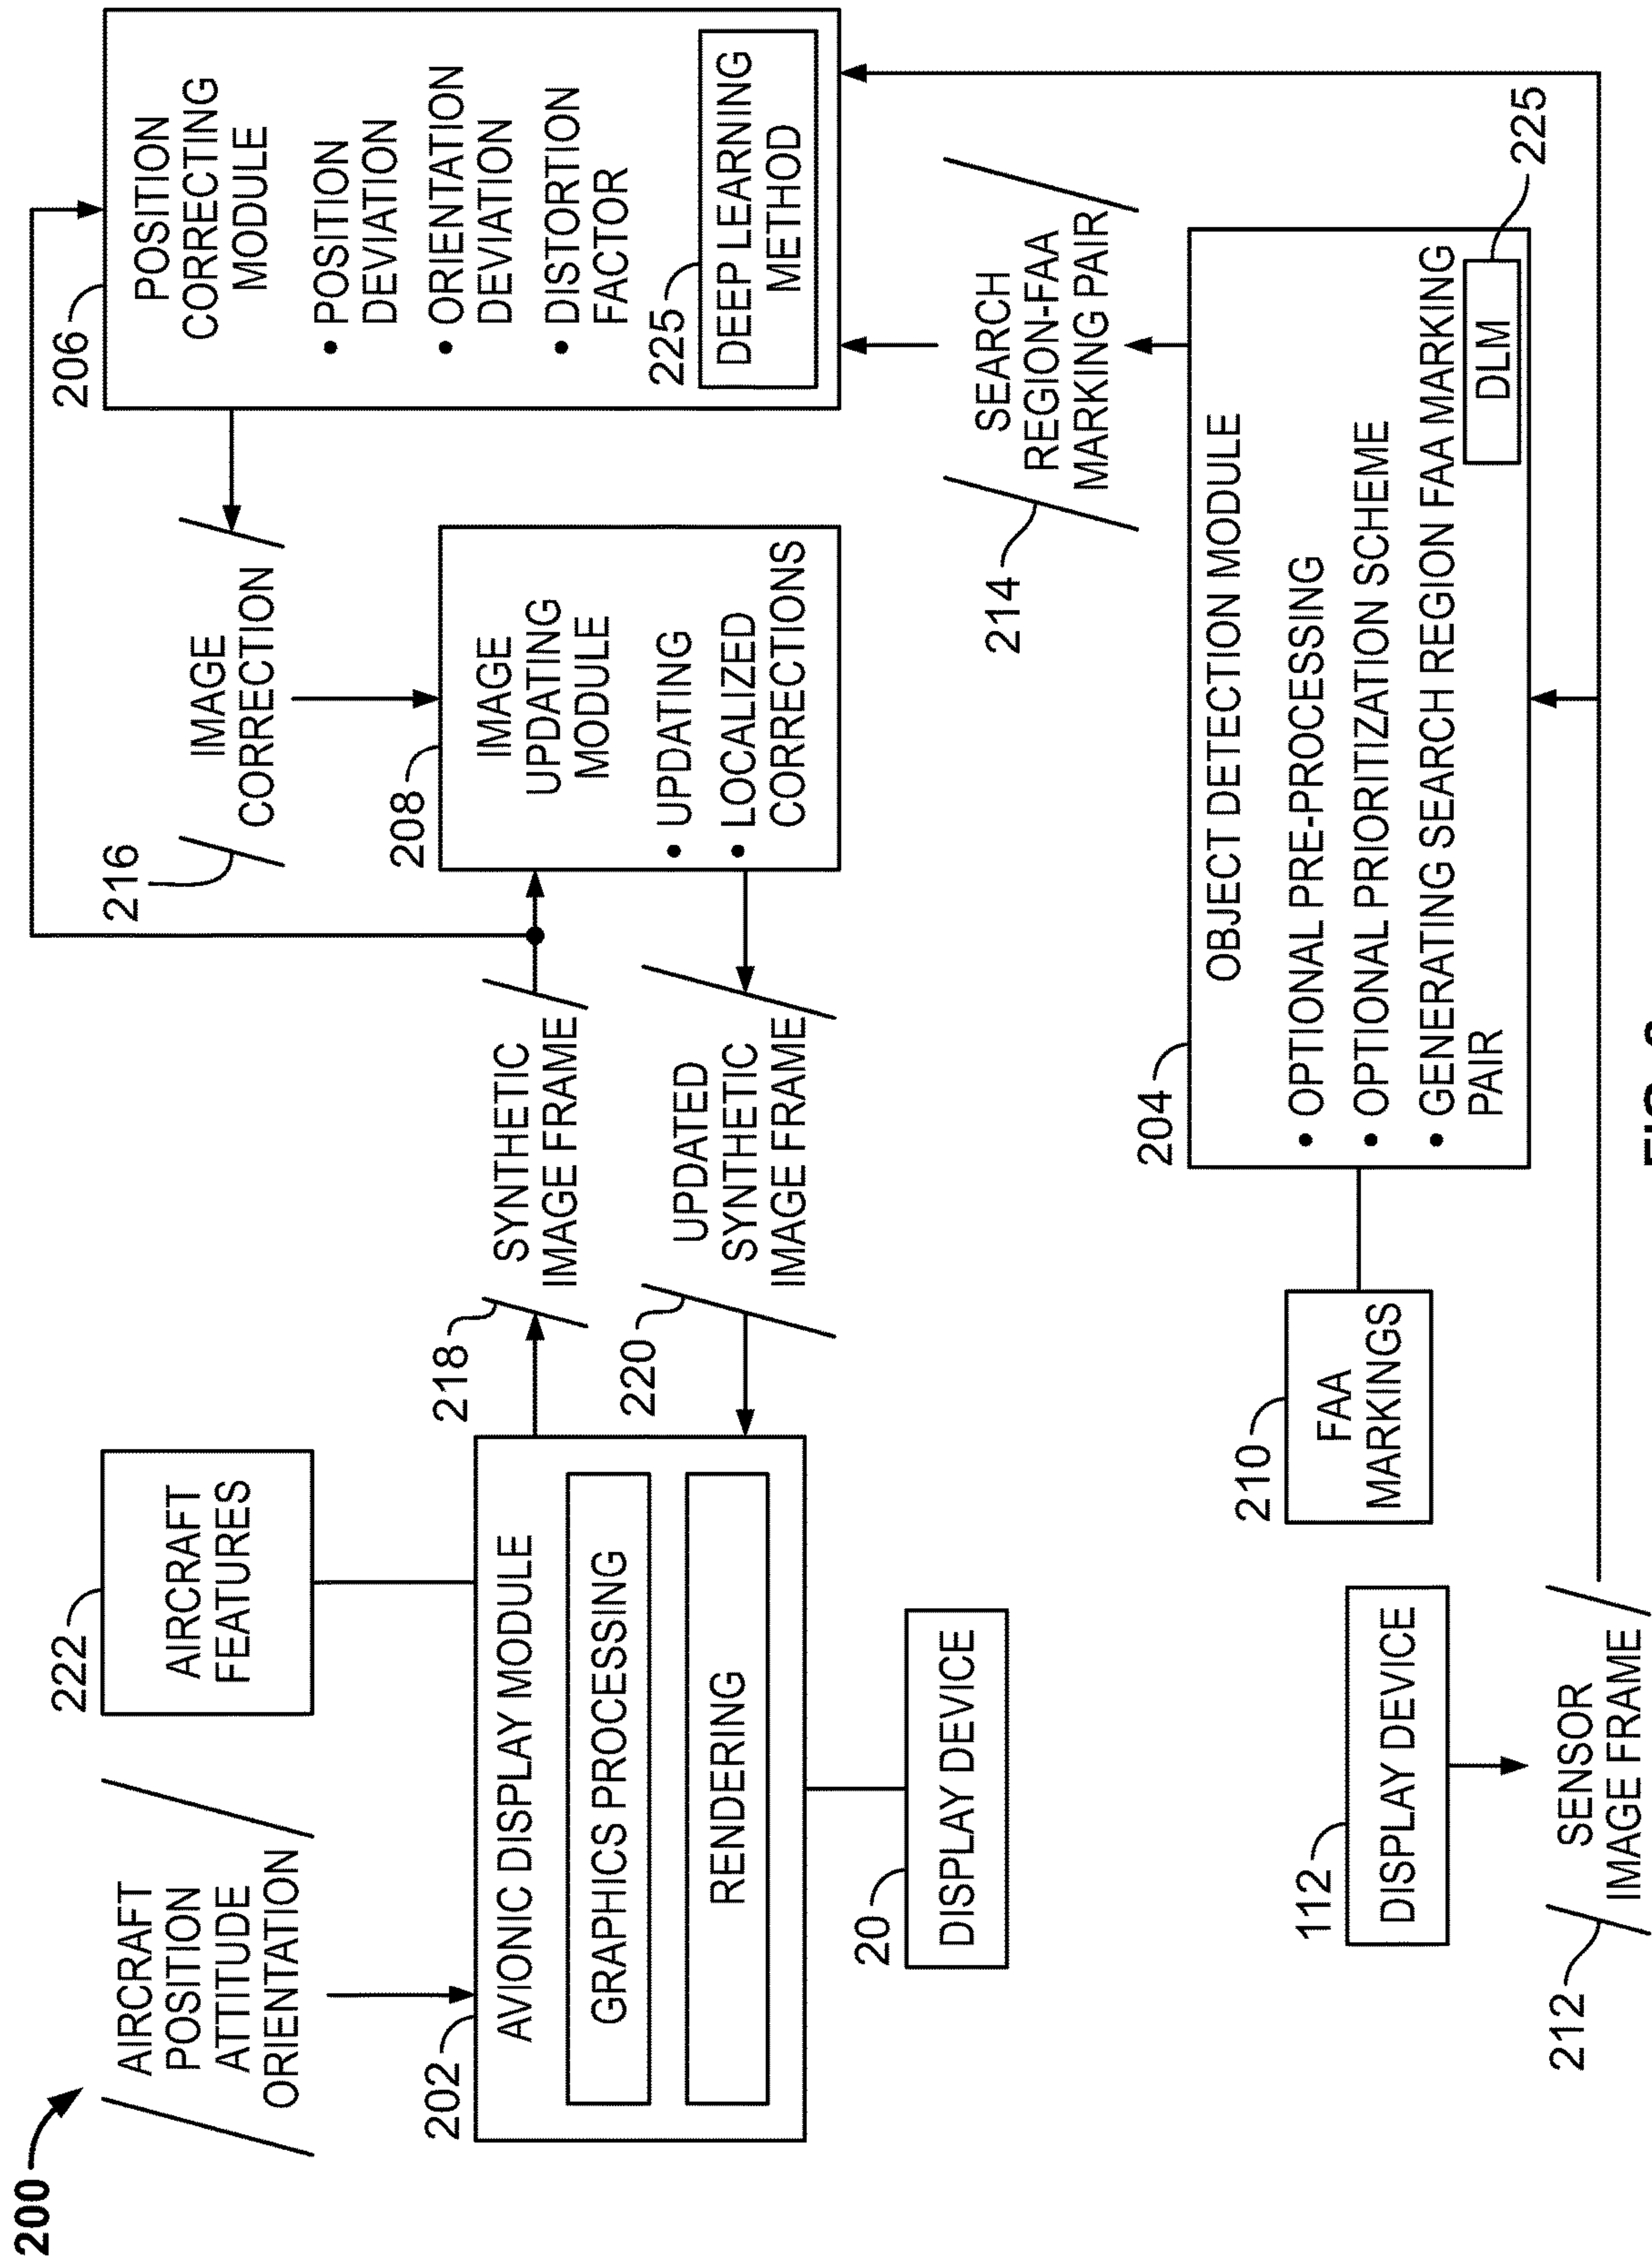 200
AIRCRAFT
POSITION
ATTITUDE
ORIENTATION
222
AIRCRAFT
FEATURES
202
AVIONIC DISPLAY MODULE
GRAPHICS PROCESSING
RENDERING
20
DISPLAY DEVICE
218
SYNTHETIC
IMAGE FRAME
220
UPDATED
SYNTHETIC
IMAGE FRAME
216
IMAGE
CORRECTION
208
IMAGE
UPDATING
MODULE
• UPDATING
• LOCALIZED
CORRECTIONS
206
POSITION
CORRECTING
MODULE
• POSITION
DEVIATION
• ORIENTATION
DEVIATION
• DISTORTION
FACTOR
225
DEEP LEARNING
METHOD
214
SEARCH
REGION-FAA
MARKING PAIR
204
OBJECT DETECTION MODULE
• OPTIONAL PRE-PROCESSING
• OPTIONAL PRIORITIZATION SCHEME
• GENERATING SEARCH REGION FAA MARKING
PAIR
DLM
225
210
FAA
MARKINGS
112
DISPLAY DEVICE
212
SENSOR
IMAGE FRAME